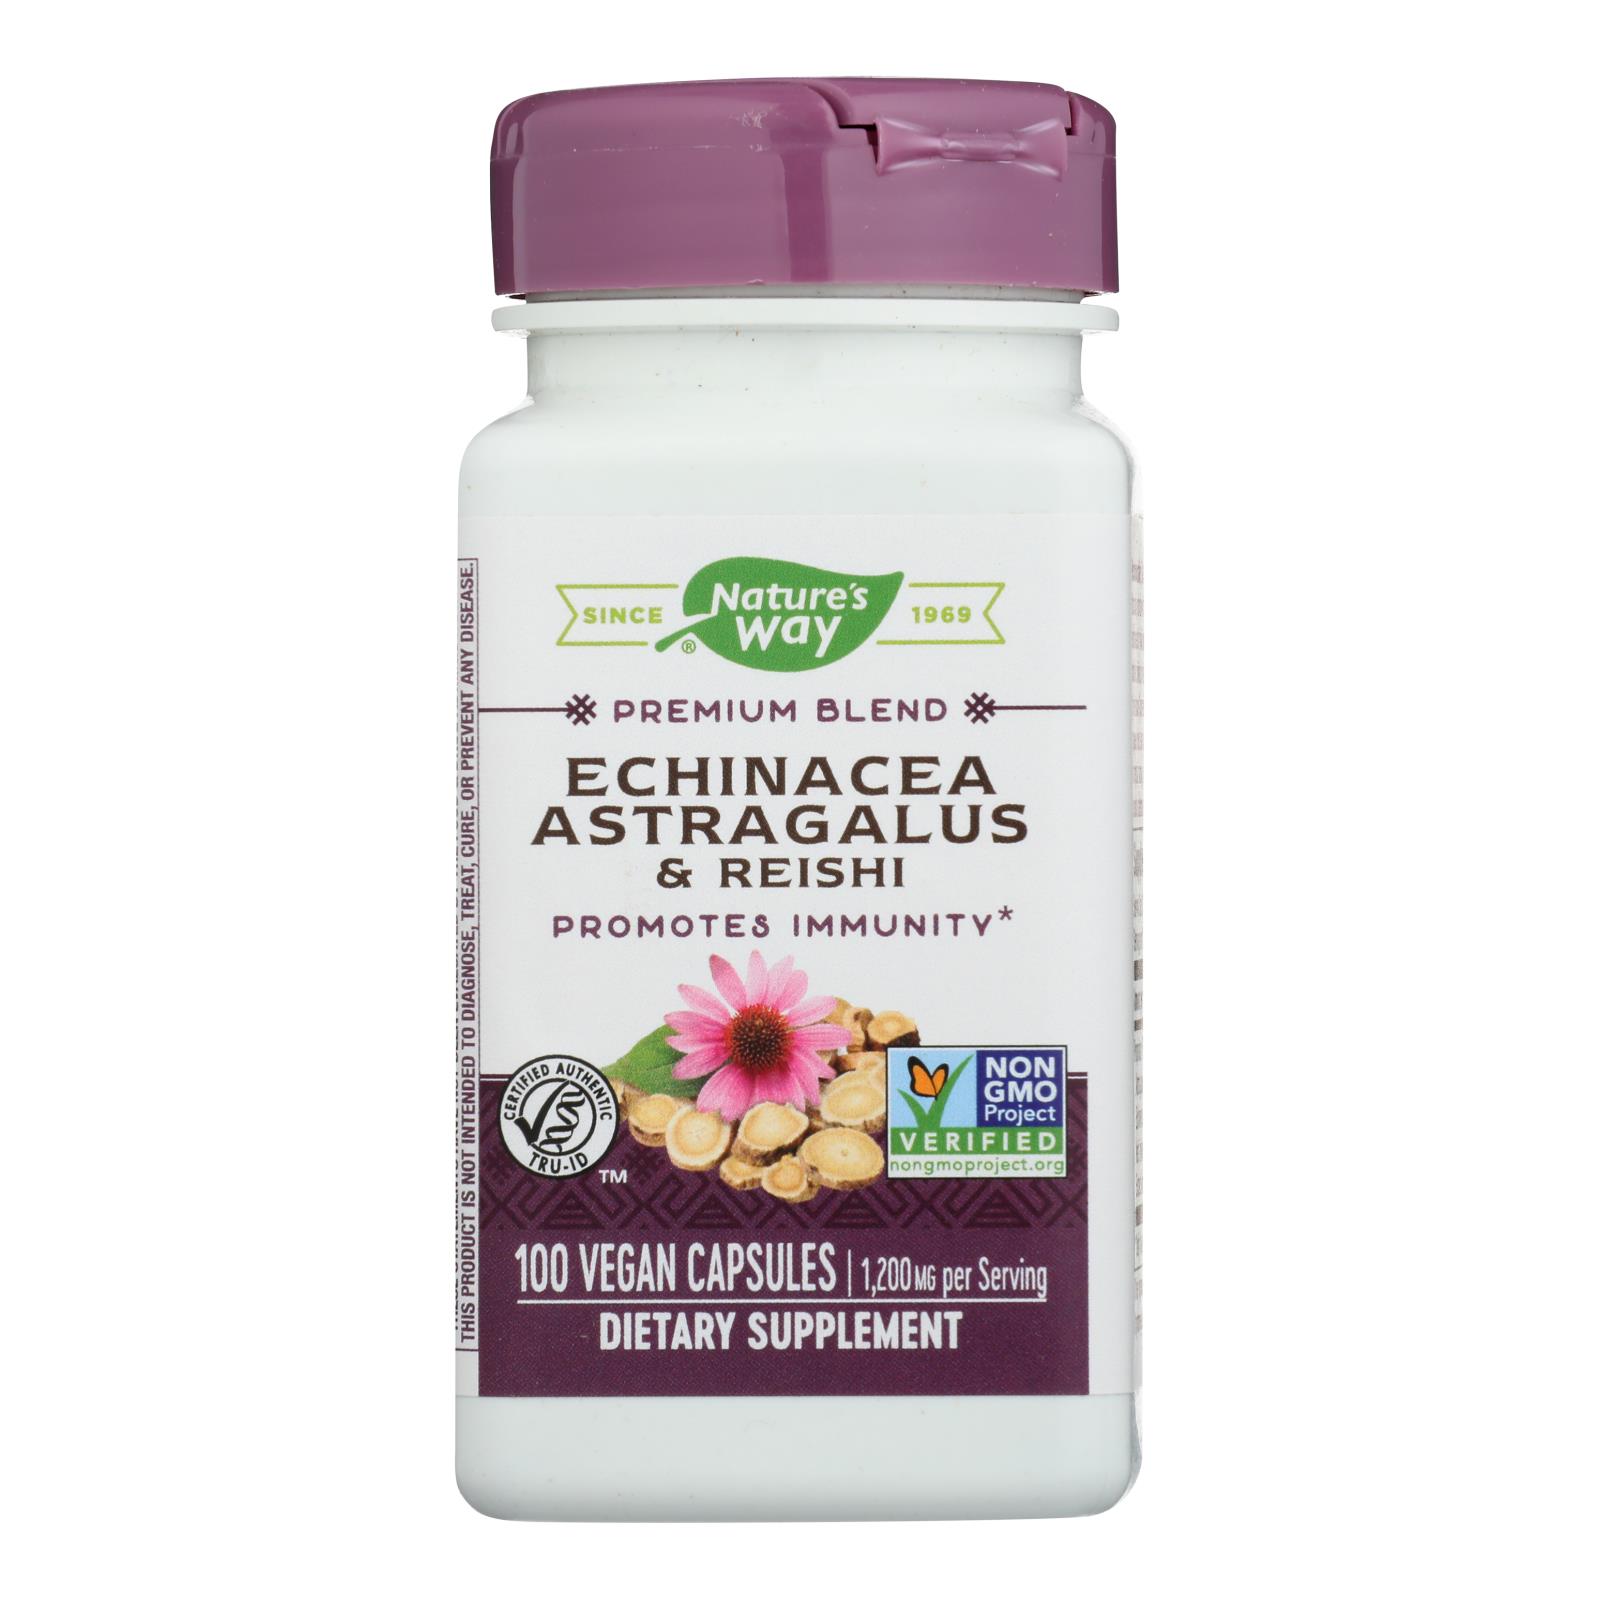 SINCE Nature's Way® 1969
PREMIUM BLEND
ECHINACEA
ASTRAGALUS
& REISHI
PROMOTES IMMUNITY*
CERTIFIED AUTHENTIC
TRU-ID
TM
NON
GMO
Project
VERIFIED
nongmoproject.org
100 VEGAN CAPSULES | 1,200 MG per Serving
DIETARY SUPPLEMENT
THIS PRODUCT IS NOT INTENDED TO DIAGNOSE, TREAT, CURE, OR PREVENT ANY DISEASE.